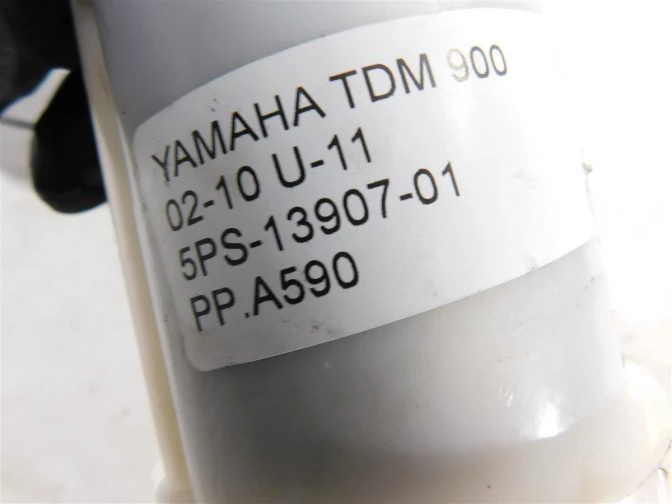 YAMAHA TDM 900
02-10 U-11
5PS-13907-01
PP.A590